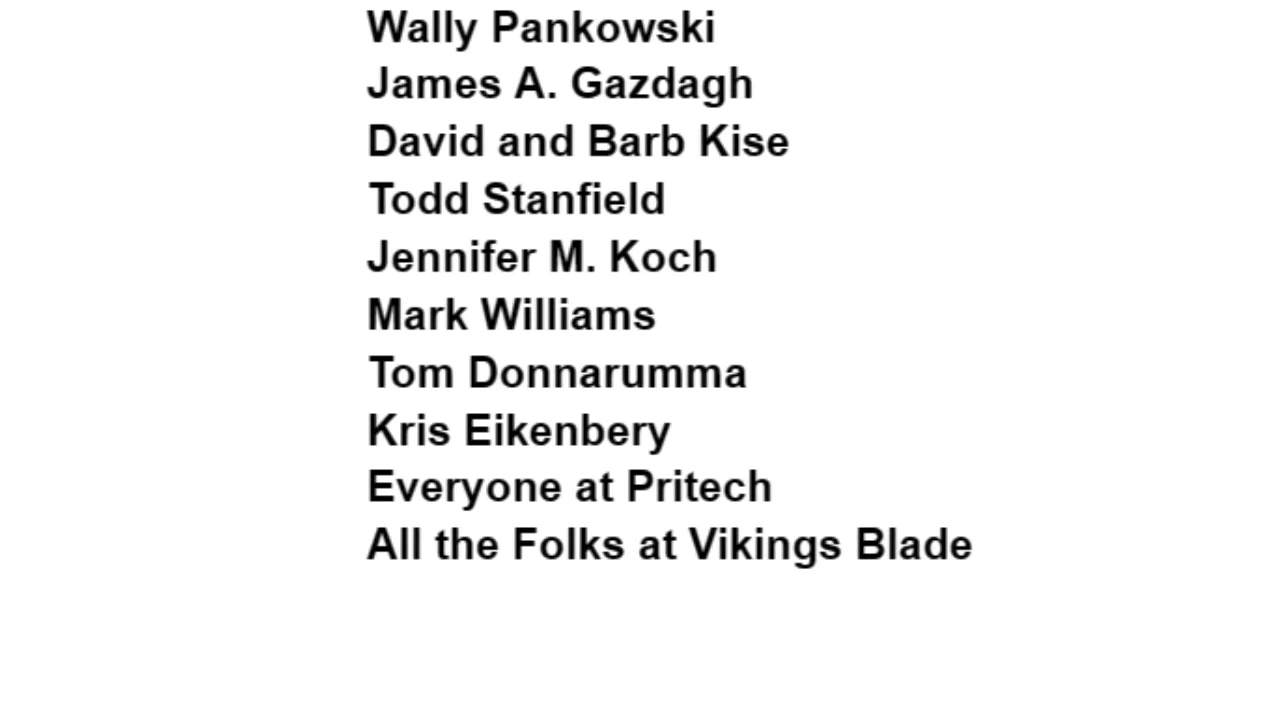 Wally Pankowski
James A. Gazdagh
David and Barb Kise
Todd Stanfield
Jennifer M. Koch
Mark Williams
Tom Donnarumma
Kris Eikenbery
Everyone at Pritech
All the Folks at Vikings Blade